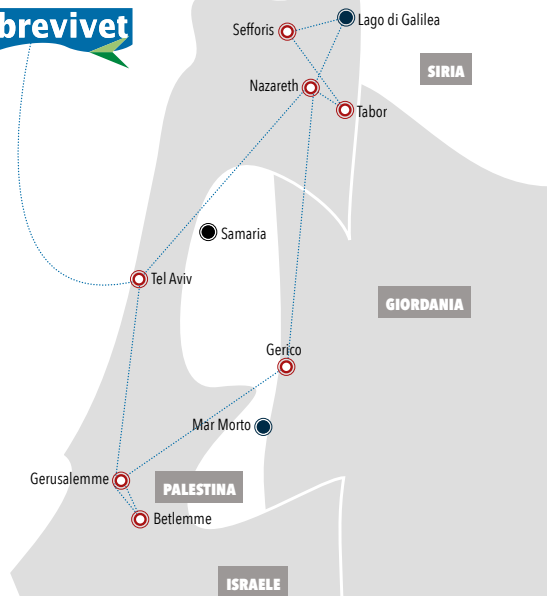 brevivet
Sefforis
Lago di Galilea
SIRIA
Nazareth
Tabor
Samaria
Tel Aviv
GIORDANIA
Gerico
Mar Morto
Gerusalemme
PALESTINA
Betlemme
ISRAELE